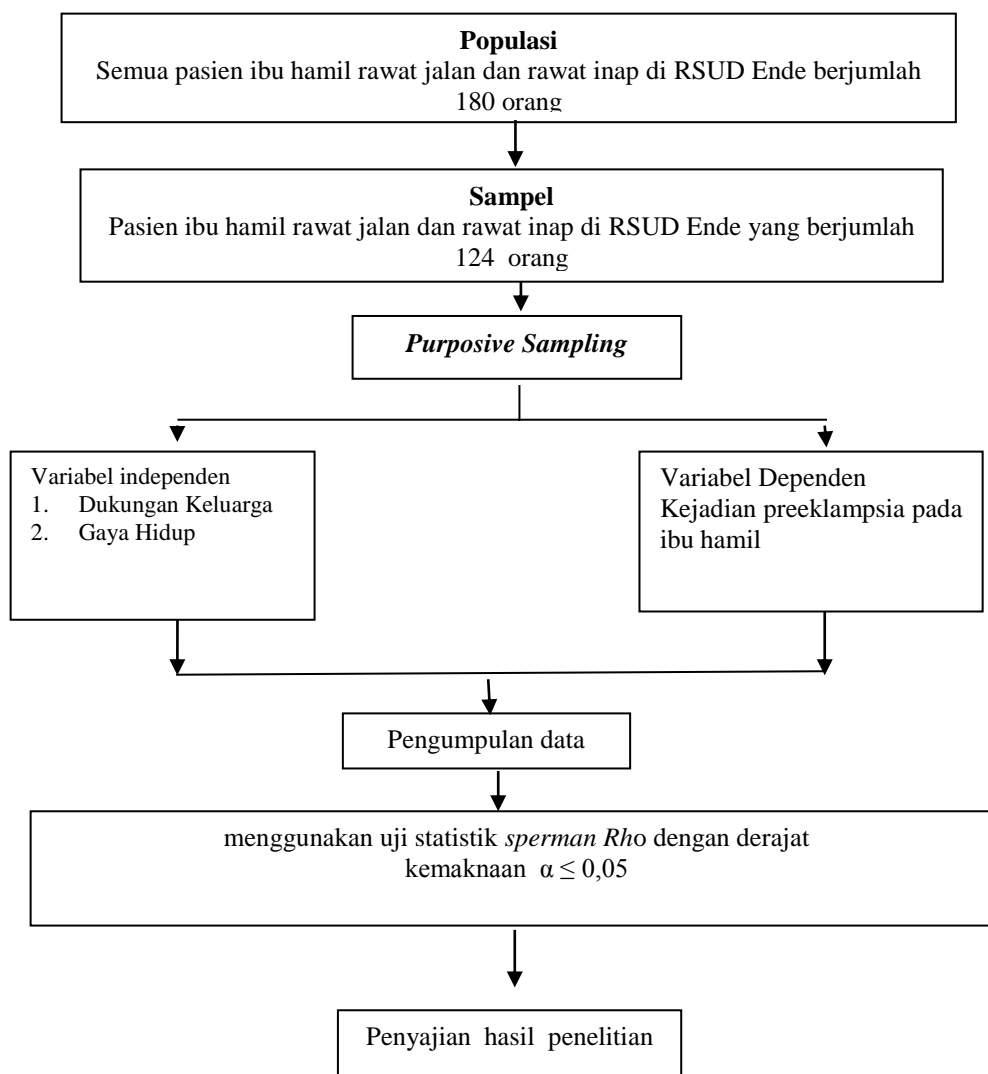 Populasi
Semua pasien ibu hamil rawat jalan dan rawat inap di RSUD Ende berjumlah
180 orang
Sampel
Pasien ibu hamil rawat jalan dan rawat inap di RSUD Ende yang berjumlah
124 orang
Purposive Sampling
Variabel independen
1. Dukungan Keluarga
2. Gaya Hidup
Variabel Dependen
Kejadian preeklampsia pada
ibu hamil
Pengumpulan data
menggunakan uji statistik sperman Rho dengan derajat
kemaknaan α ≤ 0,05
Penyajian hasil penelitian